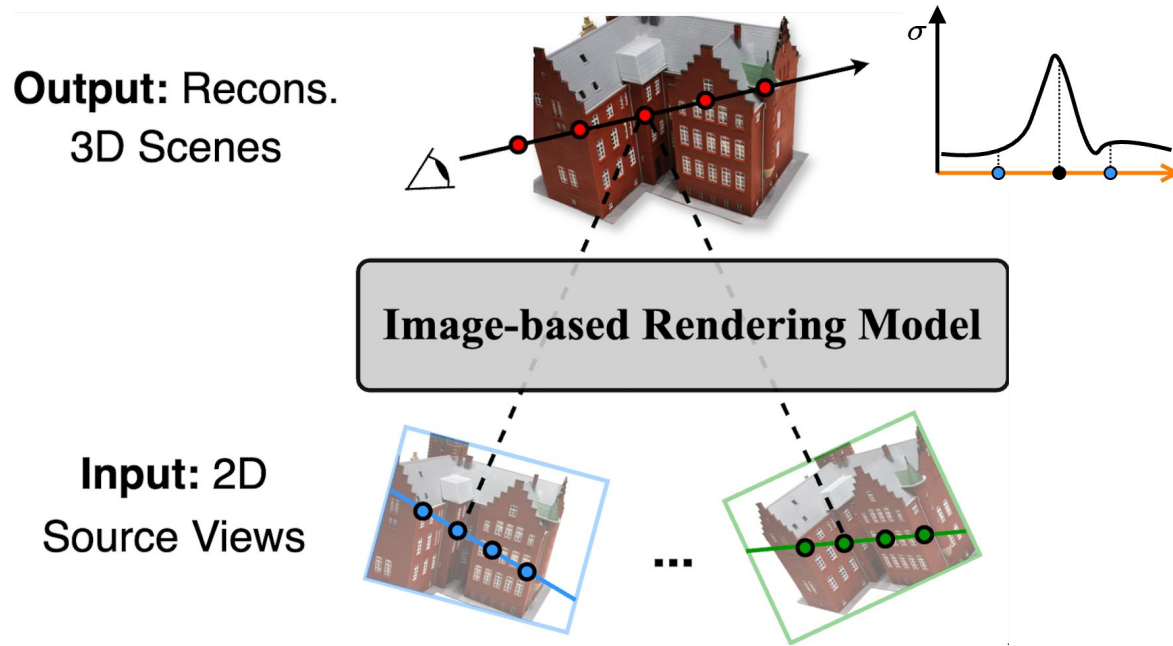 Output: Recons.
3D Scenes
σ
Image-based Rendering Model
Input: 2D
Source Views
...